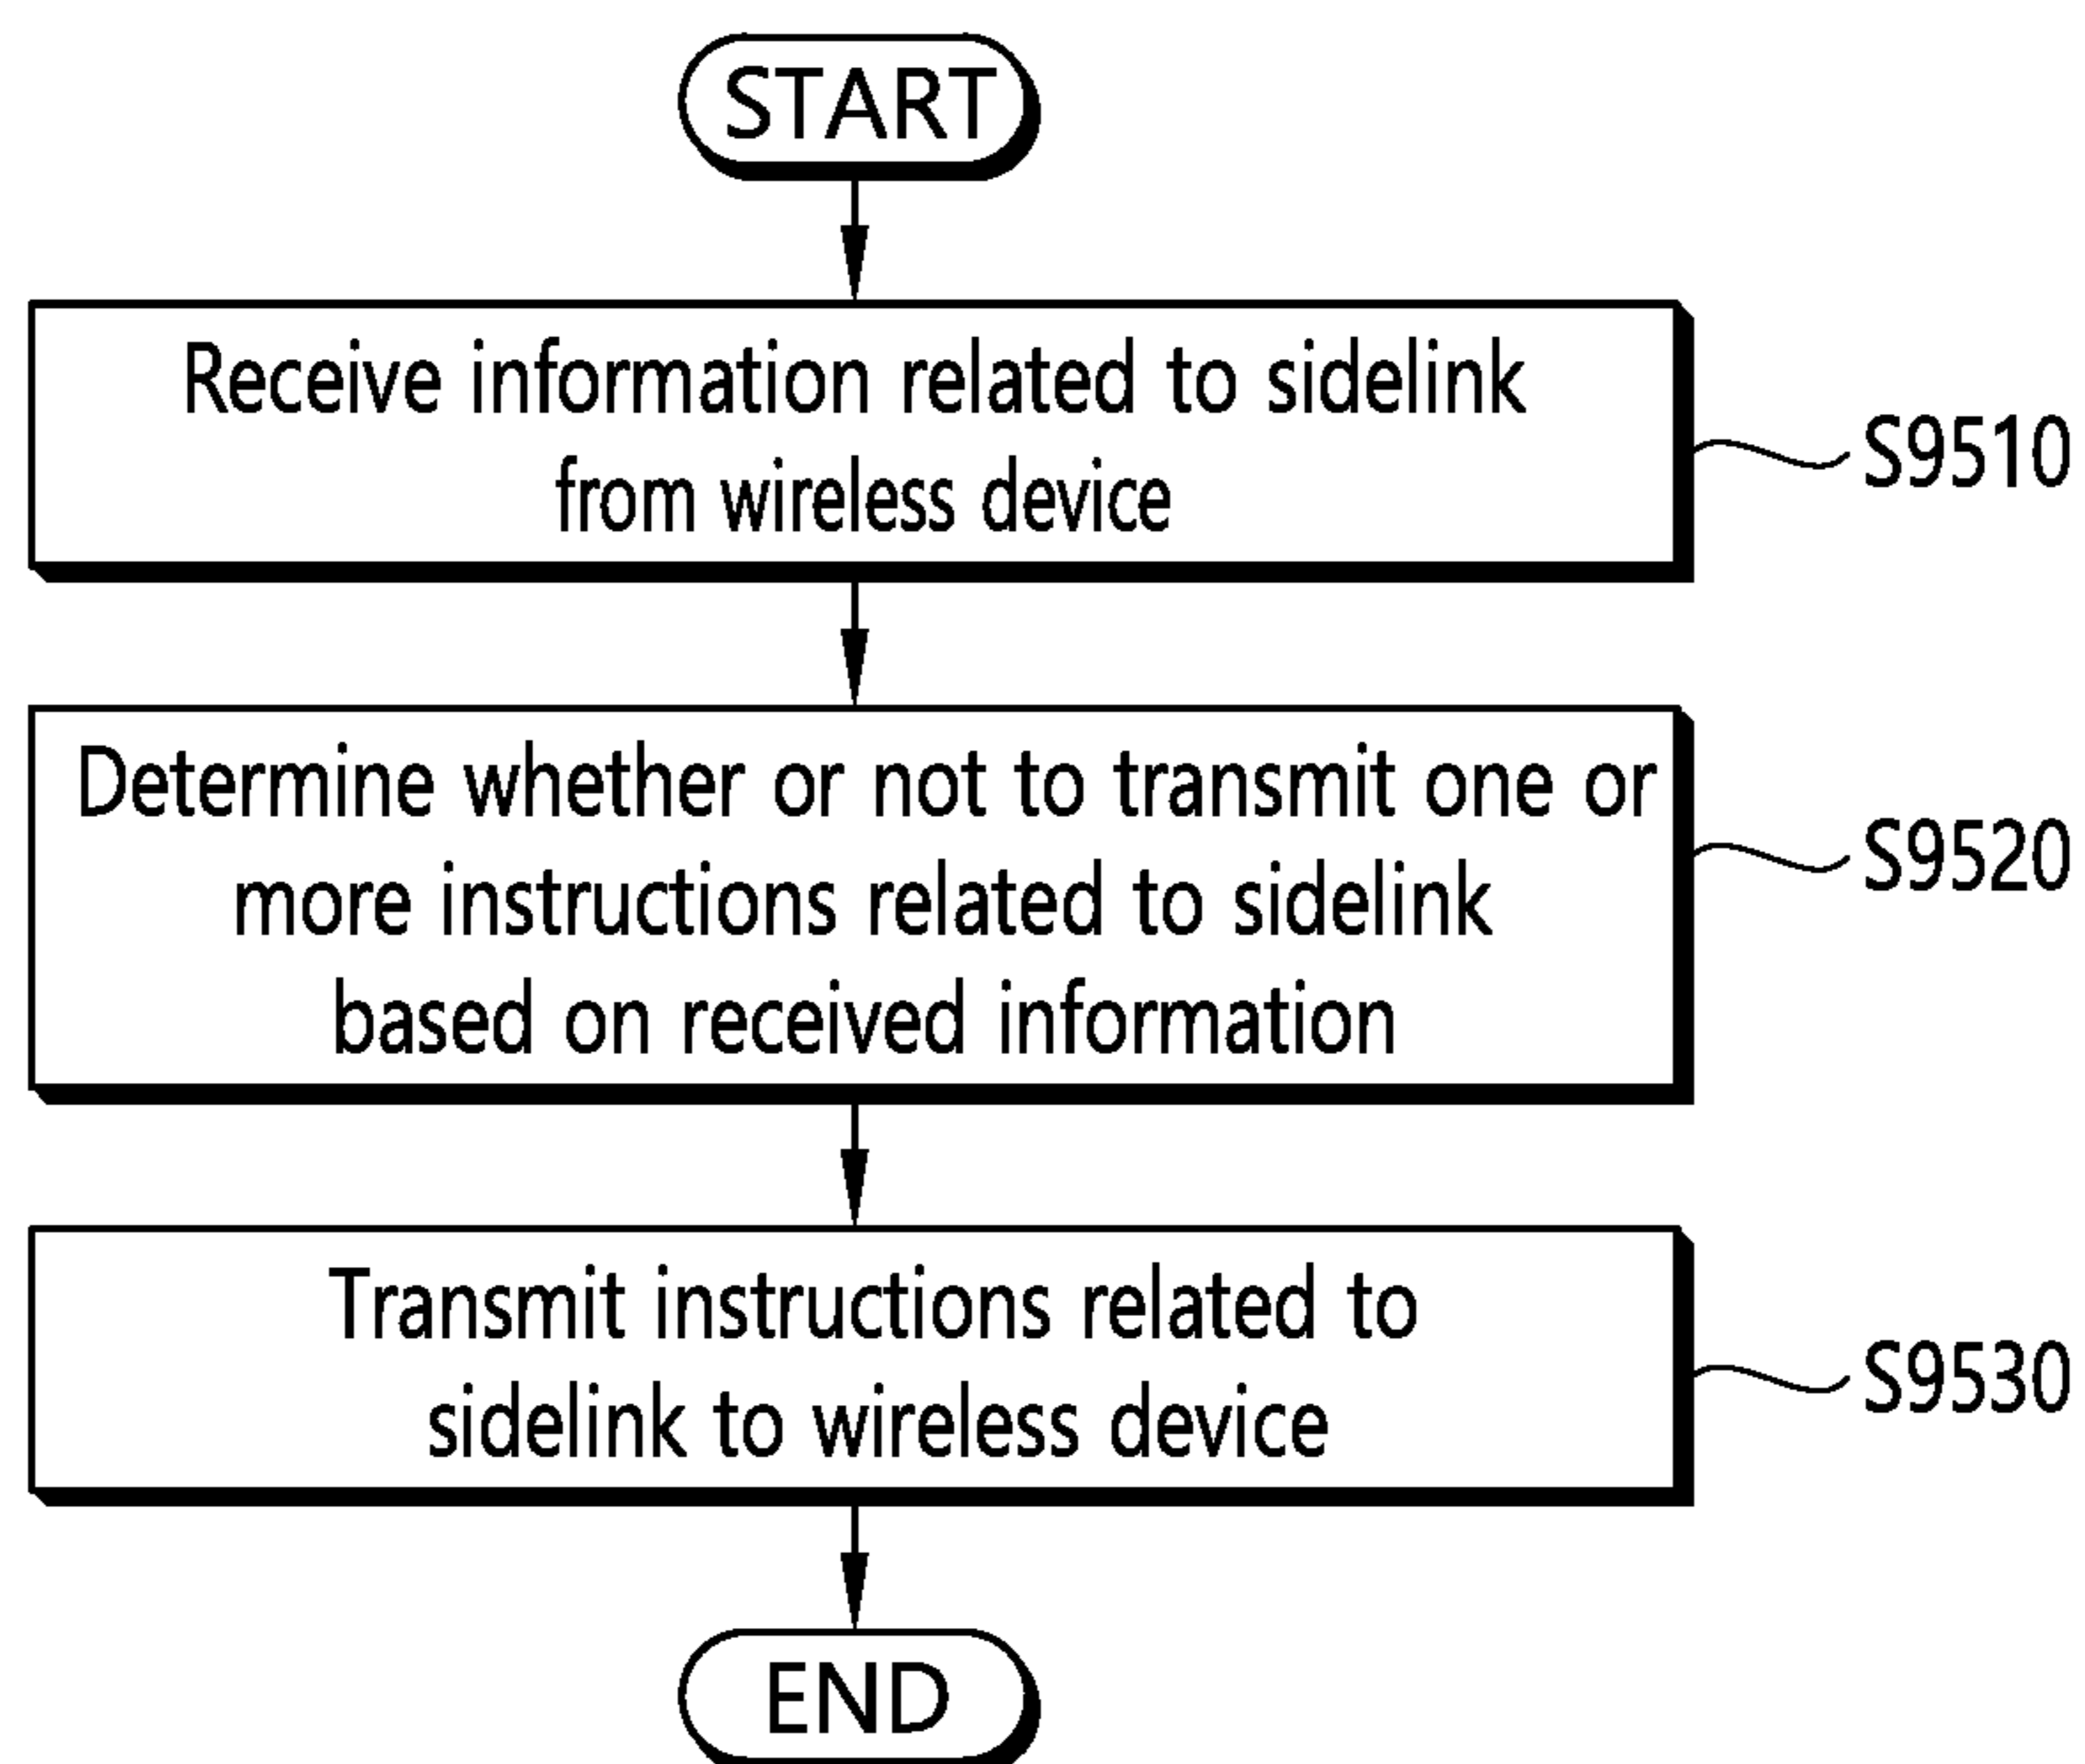 START
Receive information related to sidelink
from wireless device
S9510
Determine whether or not to transmit one or
more instructions related to sidelink
based on received information
S9520
Transmit instructions related to
sidelink to wireless device
S9530
END